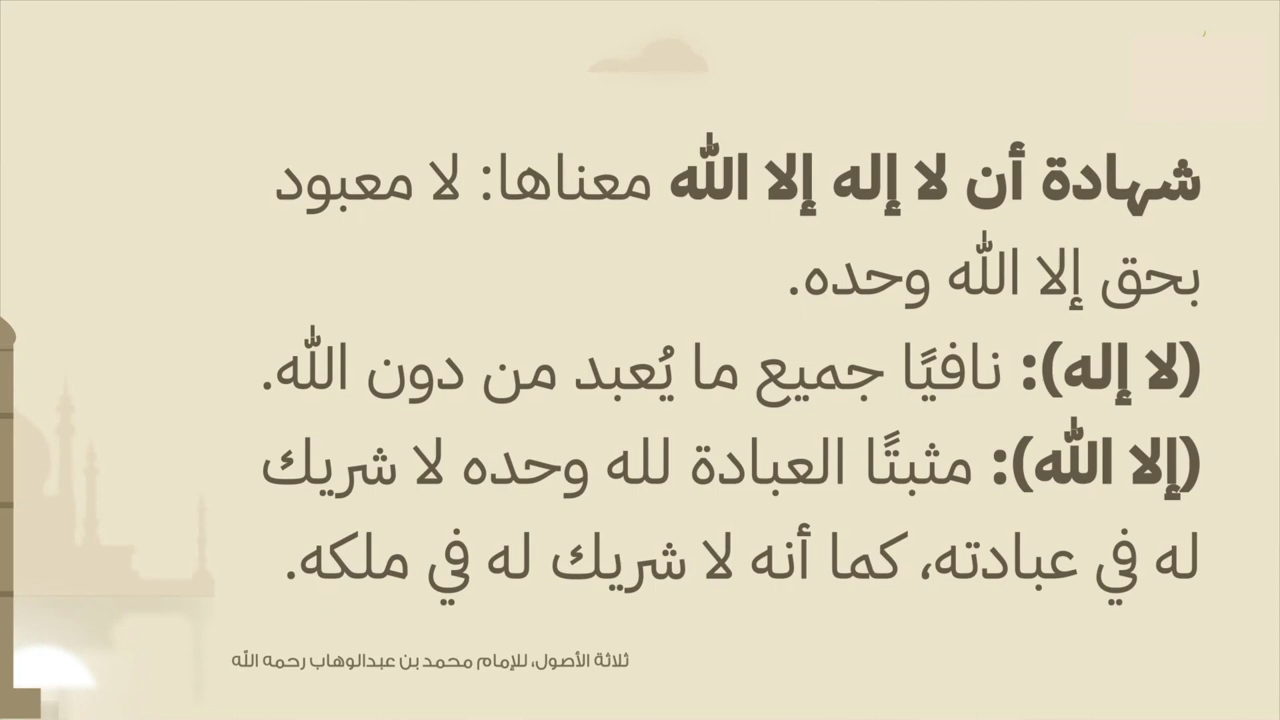 شهادة أن لا إله إلا الله معناها: لا معبود
بحق إلا الله وحده.
(لا إله): نافيًا جميع ما يُعبد من دون الله.
(إلا الله): مثبتًا العبادة لله وحده لا شريك
له في عبادته، كما أنه لا شريك له في ملكه.
ثلاثة الأصول، للإمام محمد بن عبدالوهاب رحمه الله